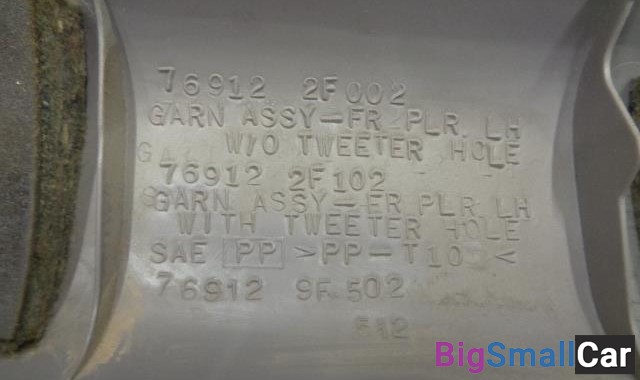 76912 2F002
GARN ASSY-FR PLR. LH
W/O TWEETER HOLE
76912 2F102
GARN ASSY-FR PLR LH
WITH TWEETER HOLE
SAE PP >PP-T10 <
76912 9F502
BigSmallCar